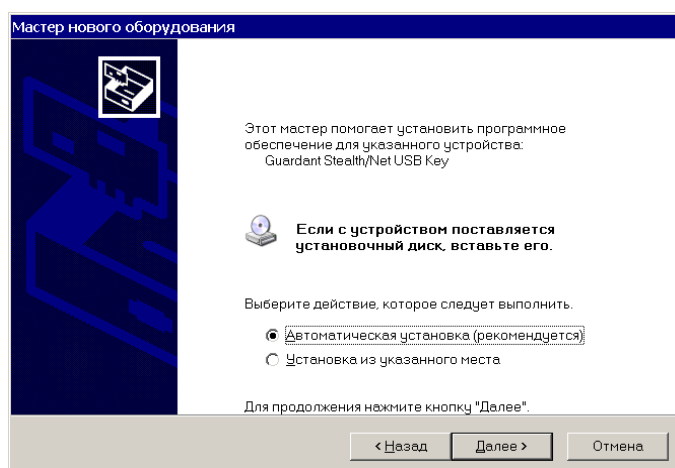 Мастер нового оборудования
Этот мастер помогает установить программное
обеспечение для указанного устройства:
Guardant Stealth/Net USB Key
Если с устройством поставляется
установочный диск, вставьте его.
Выберите действие, которое следует выполнить.
Автоматическая установка (рекомендуется)
Установка из указанного места
Для продолжения нажмите кнопку "Далее".
< Назад
Далее >
Отмена